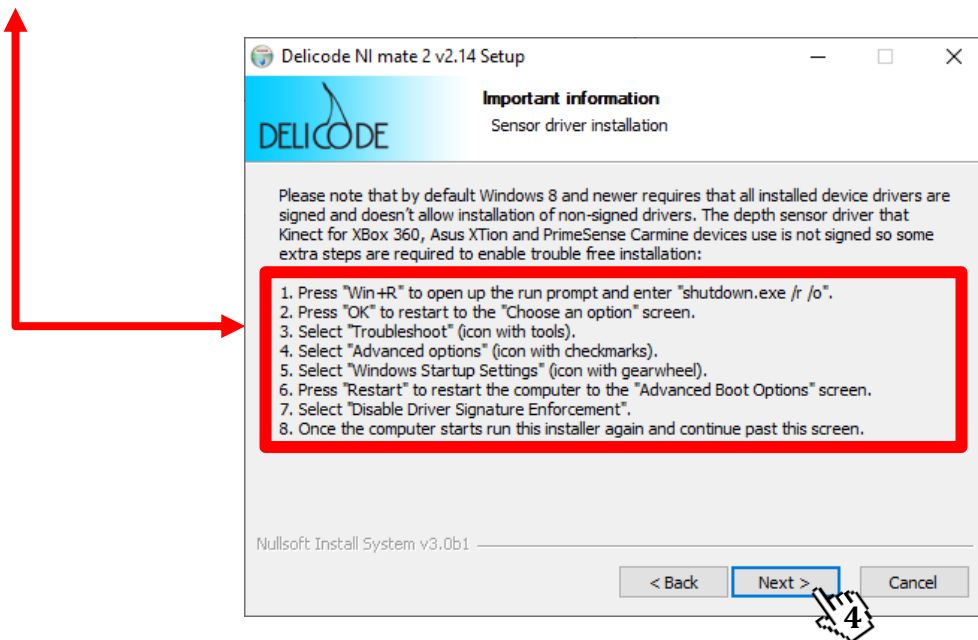 Delicode NI mate 2 v2.14 Setup
DELICODE
Important information
Sensor driver installation
Please note that by default Windows 8 and newer requires that all installed device drivers are
signed and doesn't allow installation of non-signed drivers. The depth sensor driver that
Kinect for XBox 360, Asus XTion and PrimeSense Carmine devices use is not signed so some
extra steps are required to enable trouble free installation:
1. Press "Win+R" to open up the run prompt and enter "shutdown.exe /r /o".
2. Press "OK" to restart to the "Choose an option" screen.
3. Select "Troubleshoot" (icon with tools).
4. Select "Advanced options" (icon with checkmarks).
5. Select "Windows Startup Settings" (icon with gearwheel).
6. Press "Restart" to restart the computer to the "Advanced Boot Options" screen.
7. Select "Disable Driver Signature Enforcement".
8. Once the computer starts run this installer again and continue past this screen.
Nullsoft Install System v3.0b1
< Back Next > Cancel
4